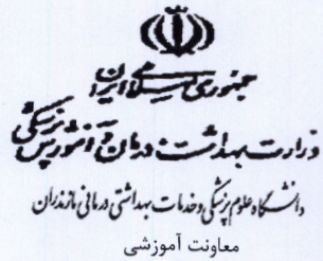 جمهوری اسلامی ایران
وزارت بهداشت درمان و آموزش پزشکی
دانشگاه علوم پزشکی و خدمات بهداشتی درمانی مازندران
معاونت آموزشی